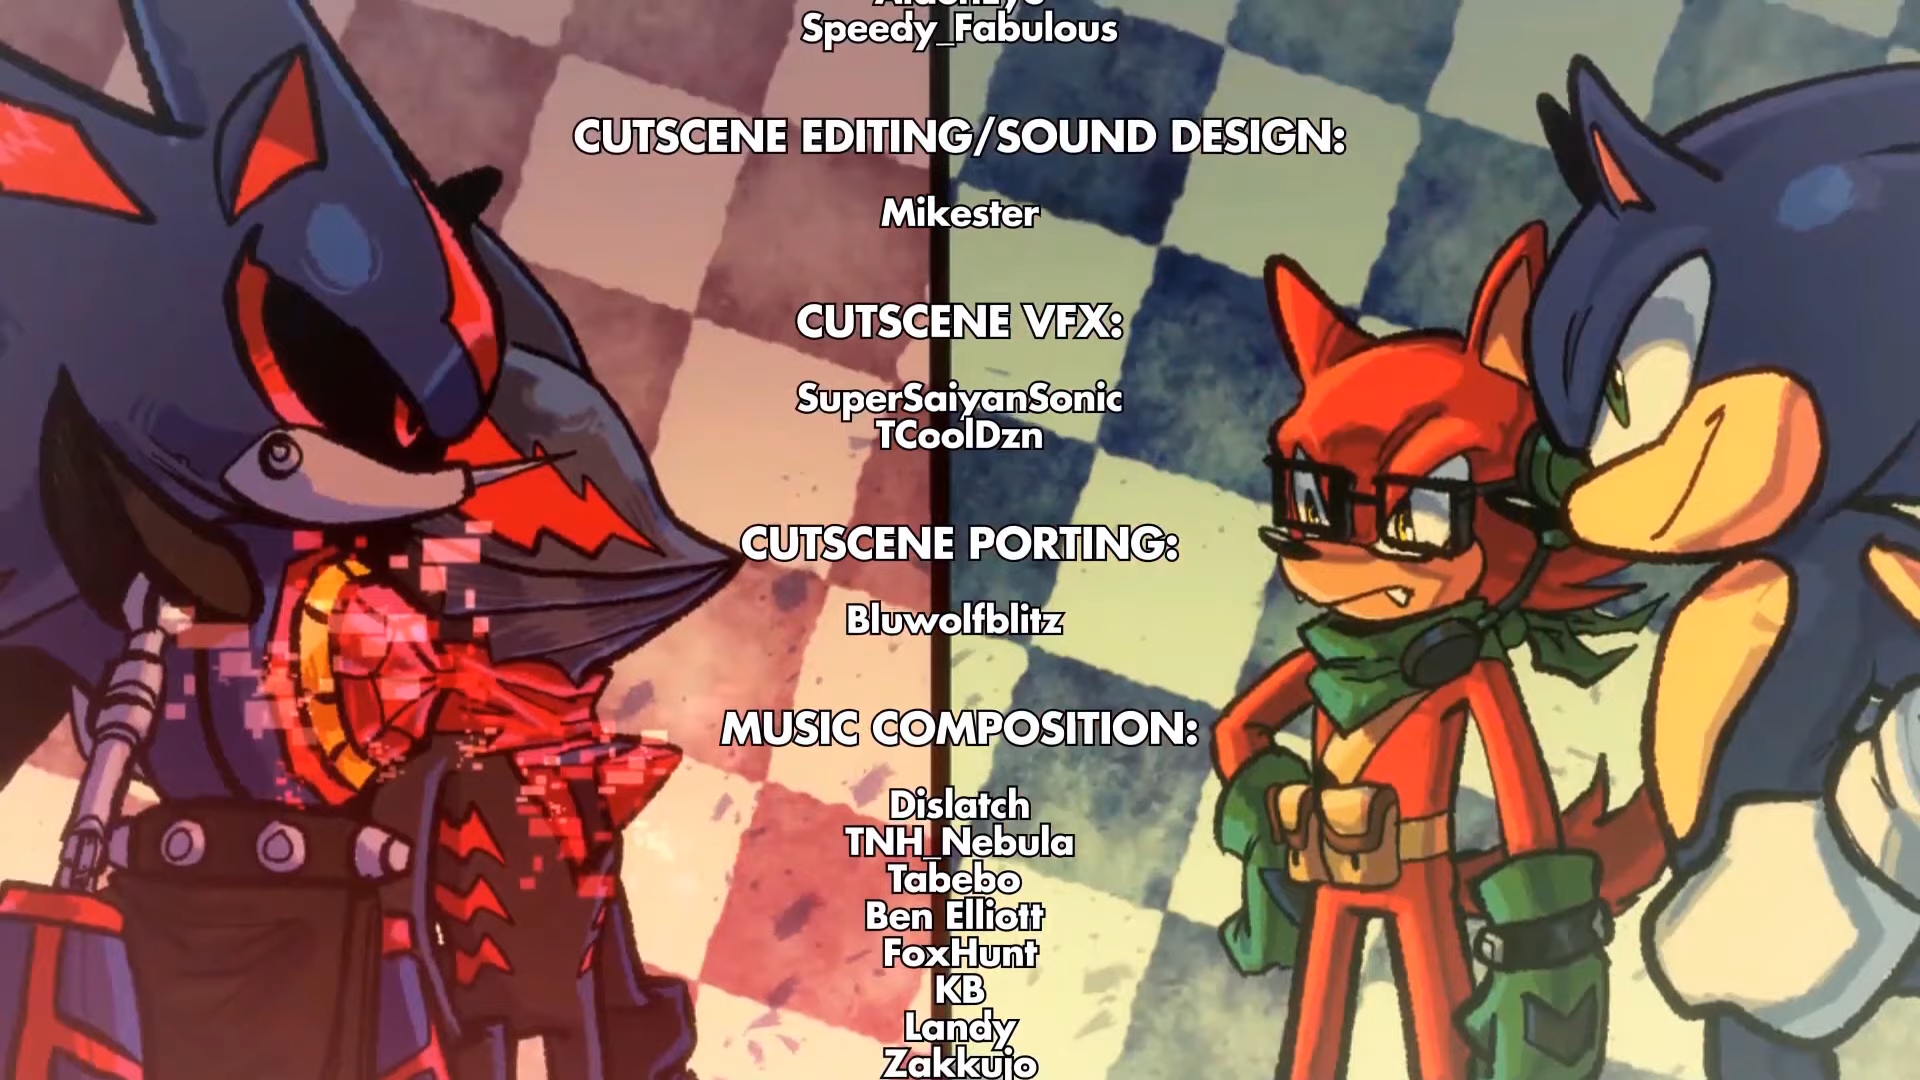 Speedy_Fabulous
CUTSCENE EDITING/SOUND DESIGN:
Mikester
CUTSCENE VFX:
SuperSaiyanSonic
TCoolDzn
CUTSCENE PORTING:
Bluwolfblitz
MUSIC COMPOSITION:
Dislatch
TNH_Nebula
Tabebo
Ben Elliott
FoxHunt
KB
Landy
Zakkujo